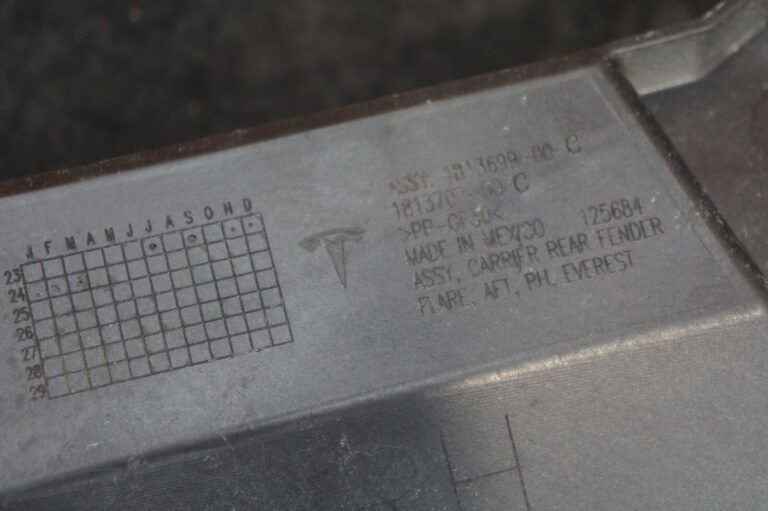 J F M A M J J A S O N D
23
24
25
26
27
28
29
ASSY, 1813699-00-C
-00-C
>PP-GF30<
MADE IN MEXICO 125684
ASSY, CARRIER REAR FENDER
FLARE, AFT, RH, EVEREST